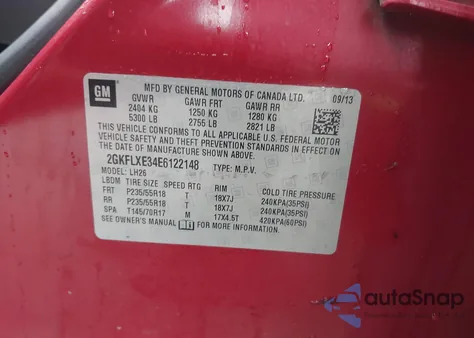 GM
MFD BY GENERAL MOTORS OF CANADA LTD. 09/13
GVWR GAWR FRT GAWR RR
2404 KG 1250 KG 1280 KG
5300 LB 2755 LB 2821 LB
THIS VEHICLE CONFORMS TO ALL APPLICABLE U.S. FEDERAL MOTOR
VEHICLE SAFETY AND THEFT PREVENTION STANDARDS IN EFFECT ON
THE DATE OF MANUFACTURE SHOWN ABOVE.
2GKFLXE34E6122148 TYPE: M.P.V.
MODEL: LH26
LBDM TIRE SIZE SPEED RTG RIM COLD TIRE PRESSURE
FRT P235/55R18 T 18X7J 240KPA(35PSI)
RR P235/55R18 T 18X7J 240KPA(35PSI)
SPA T145/70R17 M 17X4.5T 420KPA(60PSI)
SEE OWNER'S MANUAL FOR MORE INFORMATION.
autoSnap